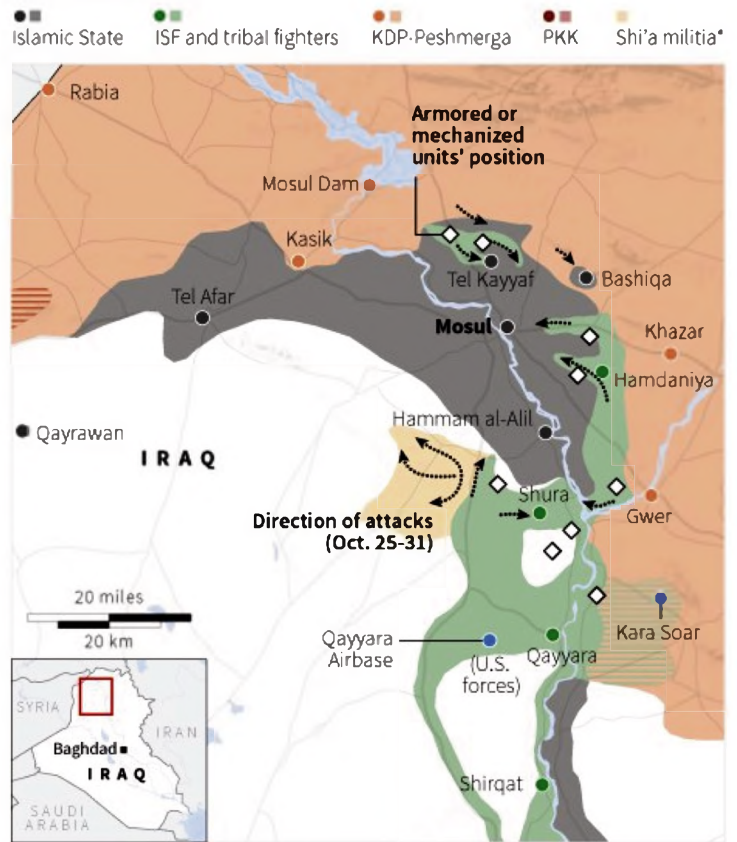 Islamic State
ISF and tribal fighters
KDP-Peshmerga
PKK
Shi'a militia*
Rabia
Armored or
mechanized
units' position
Mosul Dam
Kasik
Tel Kayyaf
Bashiqa
Tel Afar
Mosul
Khazar
Hamdaniya
Hammam al-Alil
Qayrawan
IRAQ
Shura
Direction of attacks
(Oct. 25-31)
Gwer
20 miles
20 km
Kara Soar
Qayyara
Airbase
(U.S.
forces)
Qayyara
SYRIA
IRAN
Baghdad
IRAQ
Shirqat
SAUDI
ARABIA